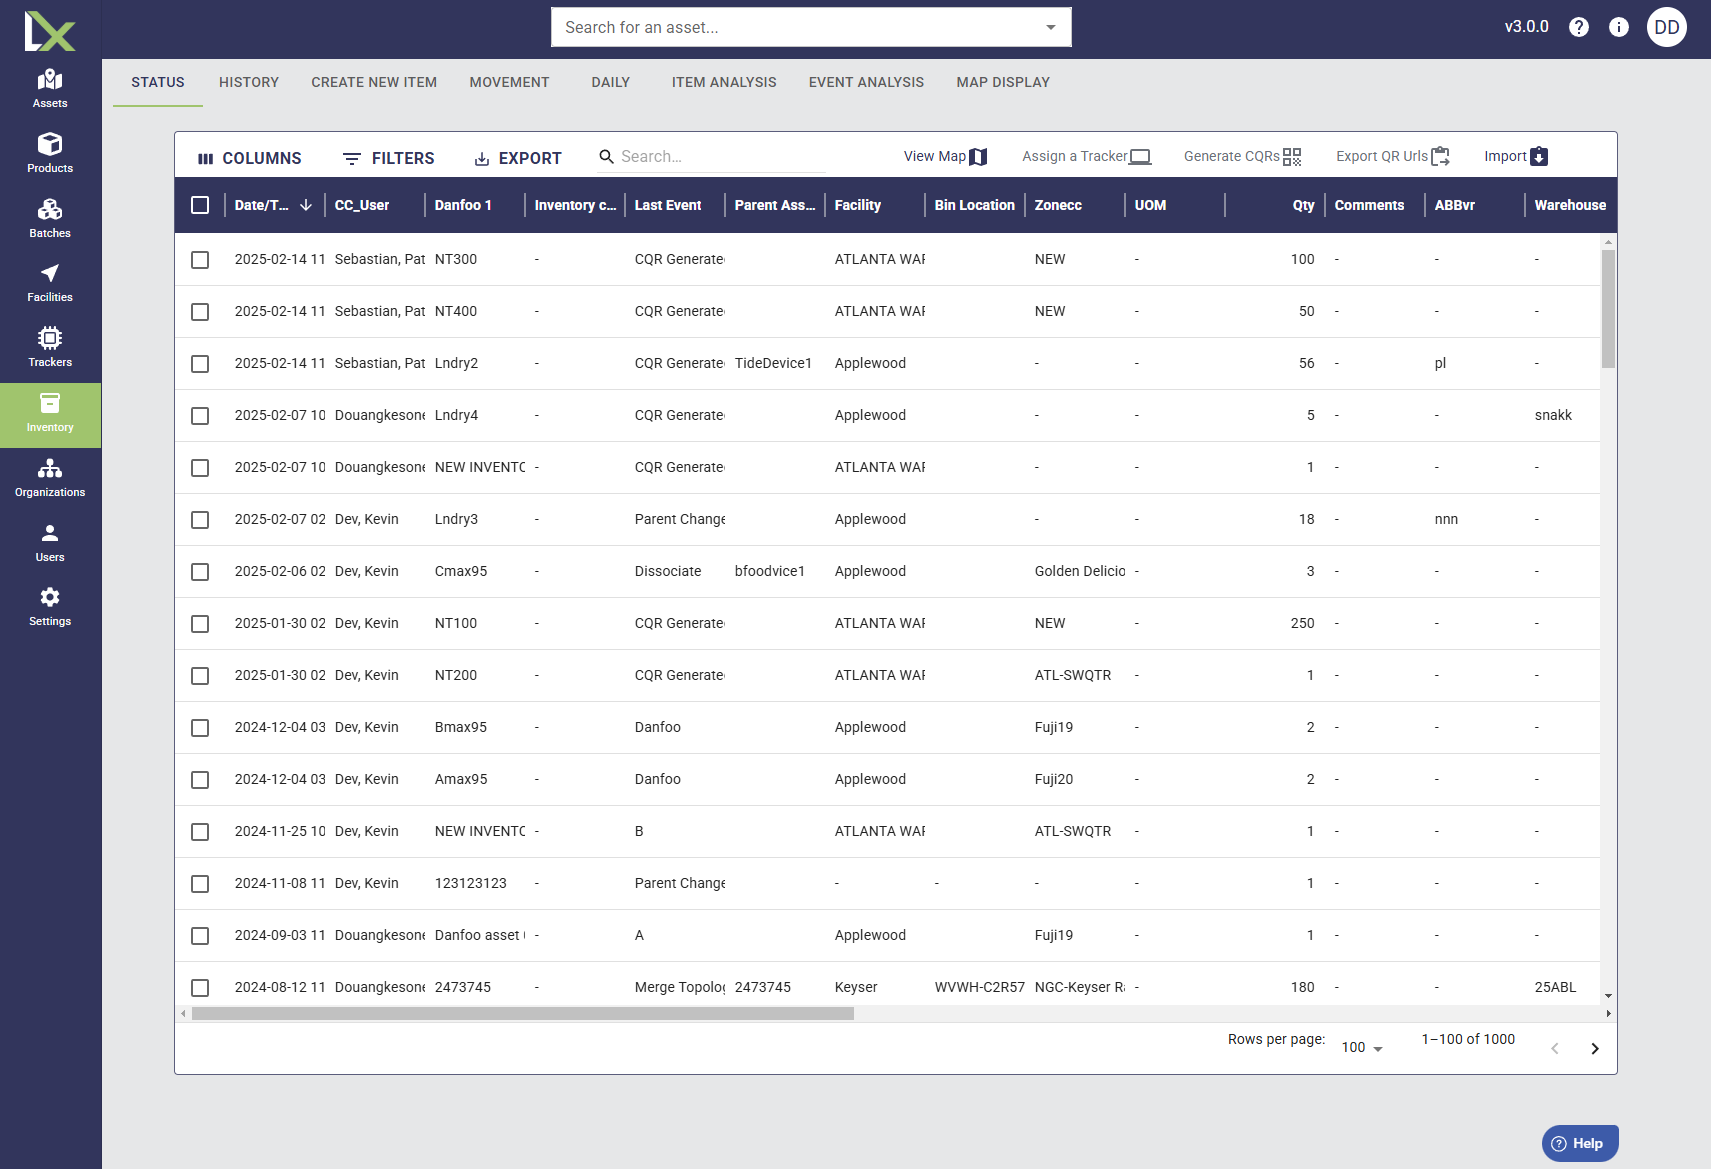 Search for an asset...
v3.0.0
DD
Assets
Products
Batches
Facilities
Trackers
Inventory
Organizations
Users
Settings
STATUS HISTORY CREATE NEW ITEM MOVEMENT DAILY ITEM ANALYSIS EVENT ANALYSIS MAP DISPLAY
COLUMNS FILTERS EXPORT Search... View Map Assign a Tracker Generate CQRs Export QR Urls Import
Date/T... CC_User Danfoo 1 Inventory c... Last Event Parent Ass... Facility Bin Location Zonecc UOM Qty Comments ABBvr Warehouse
2025-02-14 11 Sebastian, Pat NT300 - CQR Generate ATLANTA WA NEW - 100 - - -
2025-02-14 11 Sebastian, Pat NT400 - CQR Generate ATLANTA WA NEW - 50 - - -
2025-02-14 11 Sebastian, Pat Lndry2 - CQR Generate TideDevice1 Applewood - - 56 - pl -
2025-02-07 10 Douangkesone Lndry4 - CQR Generate Applewood - - 5 - - snakk
2025-02-07 10 Douangkesone NEW INVENTO - CQR Generate ATLANTA WA - - 1 - - -
2025-02-07 02 Dev, Kevin Lndry3 - Parent Change Applewood - - 18 - nnn -
2025-02-06 02 Dev, Kevin Cmax95 - Dissociate bfoodvice1 Applewood Golden Delicio - 3 - - -
2025-01-30 02 Dev, Kevin NT100 - CQR Generate ATLANTA WA NEW - 250 - - -
2025-01-30 02 Dev, Kevin NT200 - CQR Generate ATLANTA WA ATL-SWQTR - 1 - - -
2024-12-04 03 Dev, Kevin Bmax95 - Danfoo Applewood Fuji19 - 2 - - -
2024-12-04 03 Dev, Kevin Amax95 - Danfoo Applewood Fuji20 - 2 - - -
2024-11-25 10 Dev, Kevin NEW INVENTO - B ATLANTA WA ATL-SWQTR - 1 - - -
2024-11-08 11 Dev, Kevin 123123123 - Parent Change - - - - 1 - - -
2024-09-03 11 Douangkesone Danfoo asset - A Applewood Fuji19 - 1 - - -
2024-08-12 11 Douangkesone 2473745 - Merge Topolog 2473745 Keyser WVWH-C2R57 NGC-Keyser R - 180 - - 25ABL
Rows per page: 100 1–100 of 1000
Help